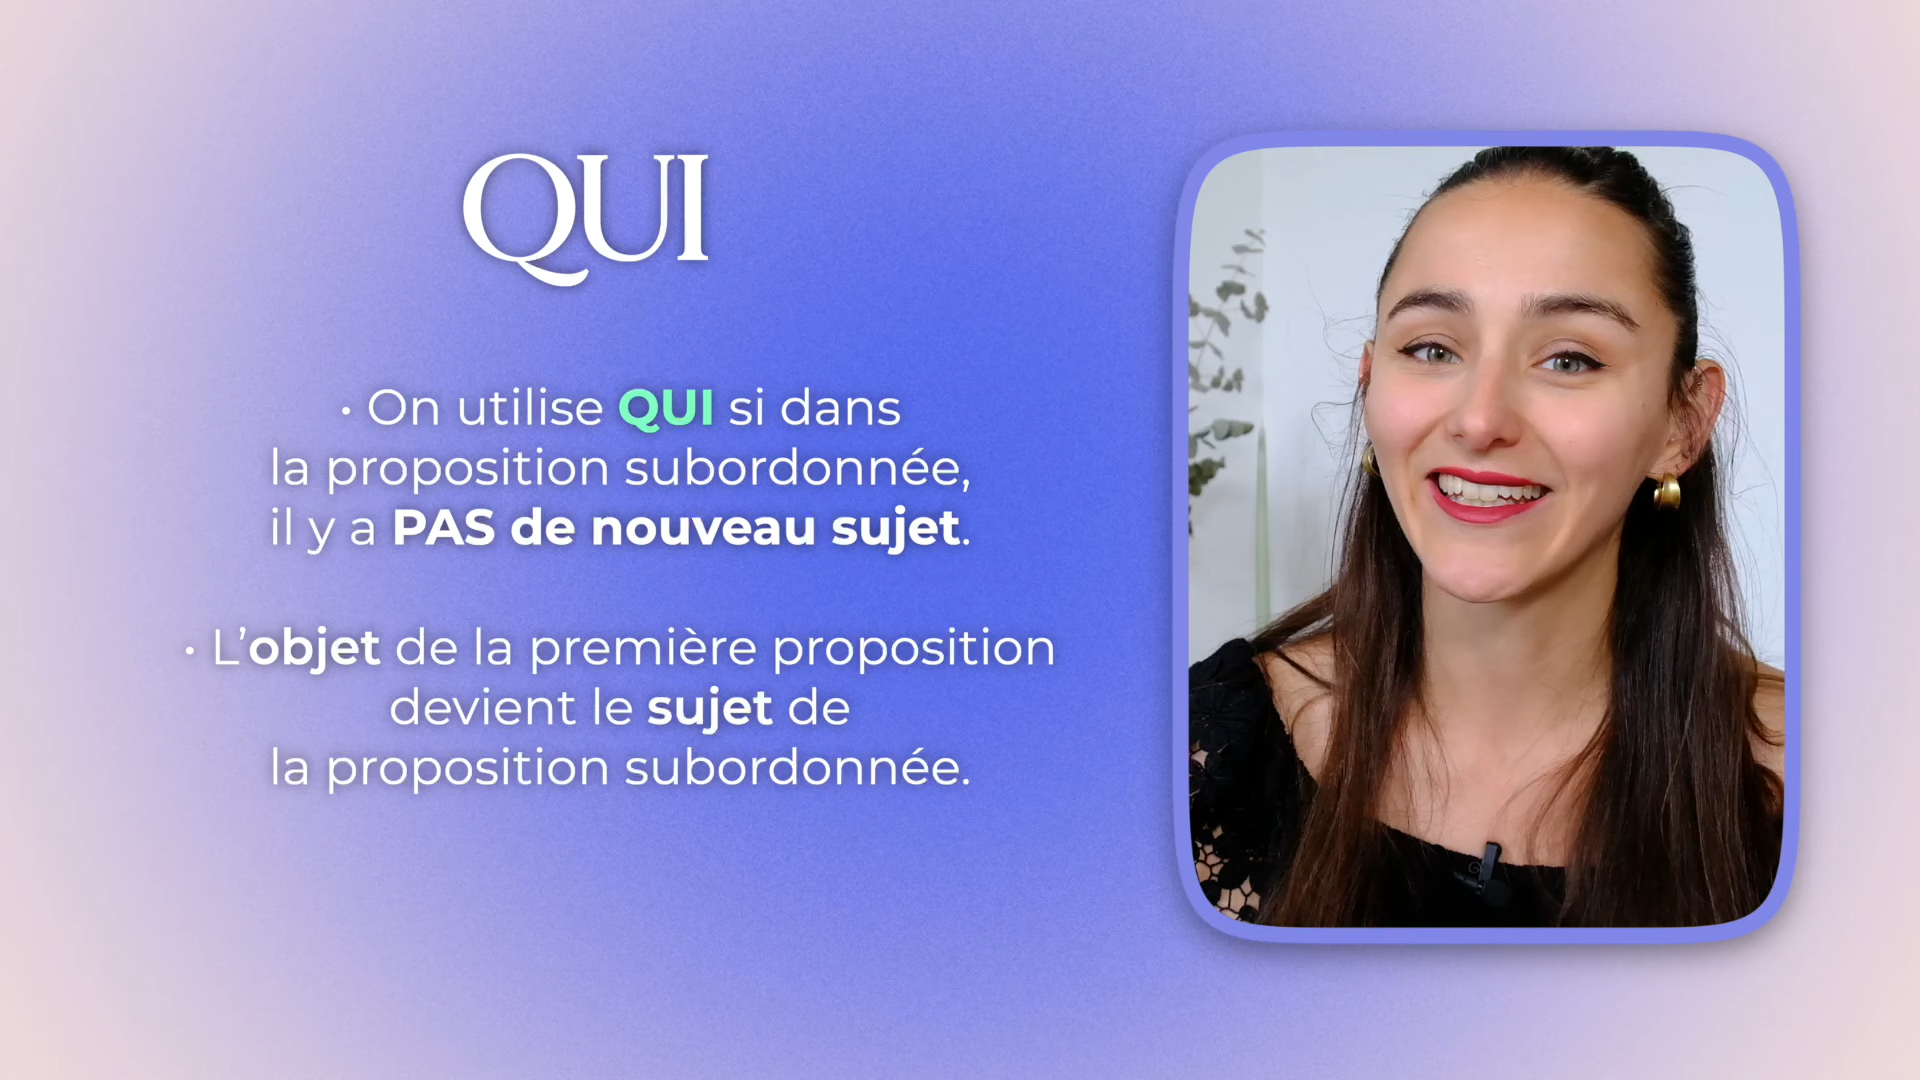 QUI
• On utilise QUI si dans
la proposition subordonnée,
il y a PAS de nouveau sujet.
• L’objet de la première proposition
devient le sujet de
la proposition subordonnée.